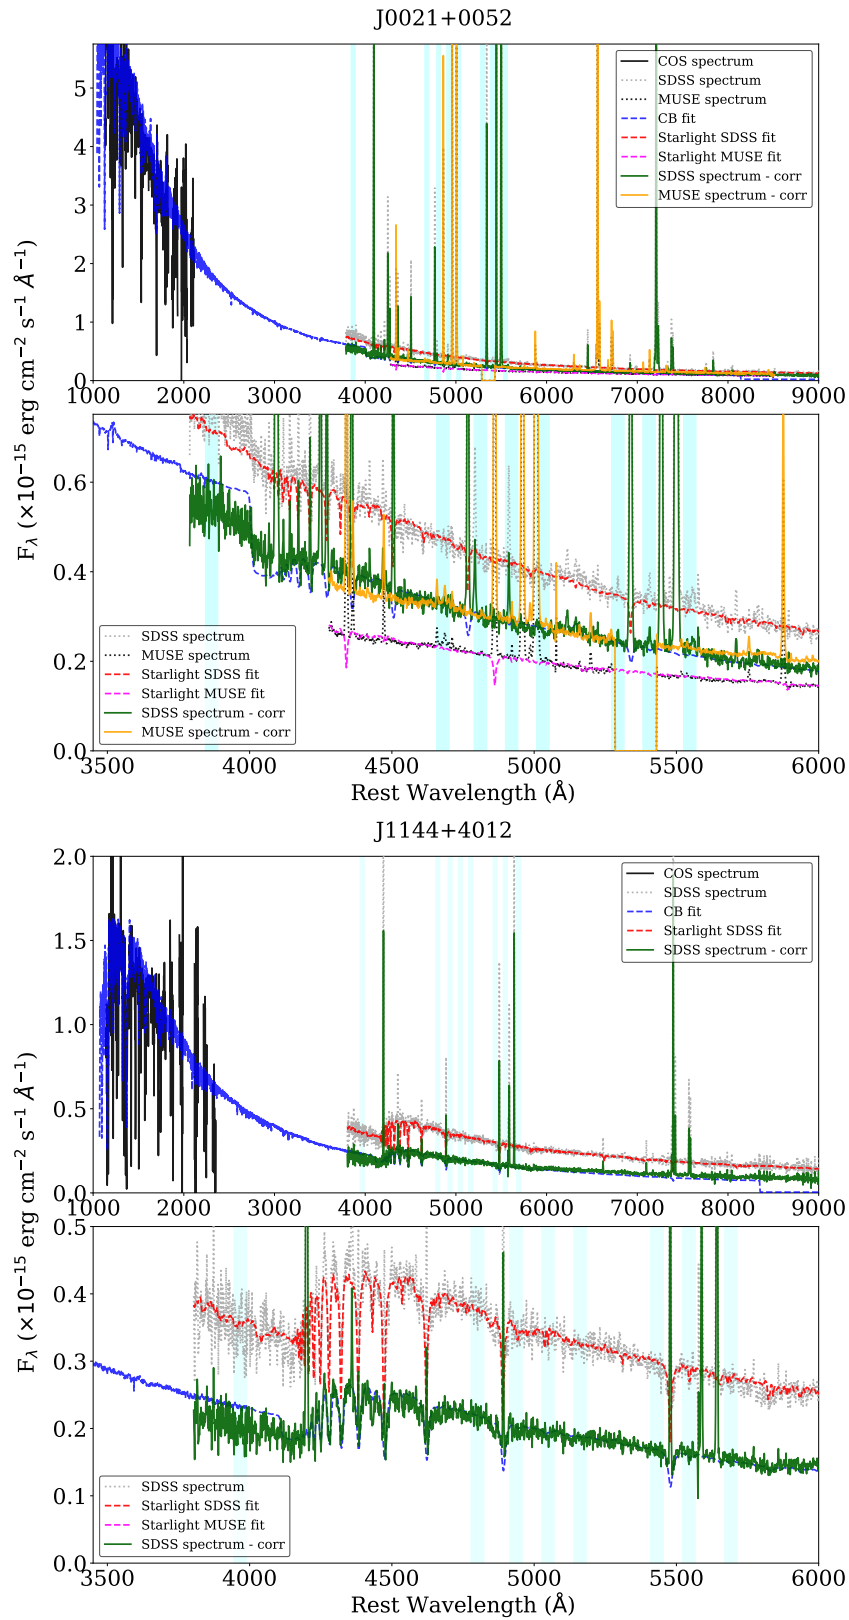 J0021+0052
COS spectrum
SDSS spectrum
MUSE spectrum
CB fit
Starlight SDSS fit
Starlight MUSE fit
SDSS spectrum - corr
MUSE spectrum - corr
5
4
3
2
1
0
1000 2000 3000 4000 5000 6000 7000 8000 9000
F_λ (×10⁻¹⁵ erg cm⁻² s⁻¹ Å⁻¹)
0.6
0.4
0.2
0.0
SDSS spectrum
MUSE spectrum
Starlight SDSS fit
Starlight MUSE fit
SDSS spectrum - corr
MUSE spectrum - corr
3500 4000 4500 5000 5500 6000
Rest Wavelength (Å)
J1144+4012
COS spectrum
SDSS spectrum
CB fit
Starlight SDSS fit
SDSS spectrum - corr
2.0
1.5
1.0
0.5
0.0
1000 2000 3000 4000 5000 6000 7000 8000 9000
F_λ (×10⁻¹⁵ erg cm⁻² s⁻¹ Å⁻¹)
0.5
0.4
0.3
0.2
0.1
0.0
SDSS spectrum
Starlight SDSS fit
Starlight MUSE fit
SDSS spectrum - corr
3500 4000 4500 5000 5500 6000
Rest Wavelength (Å)